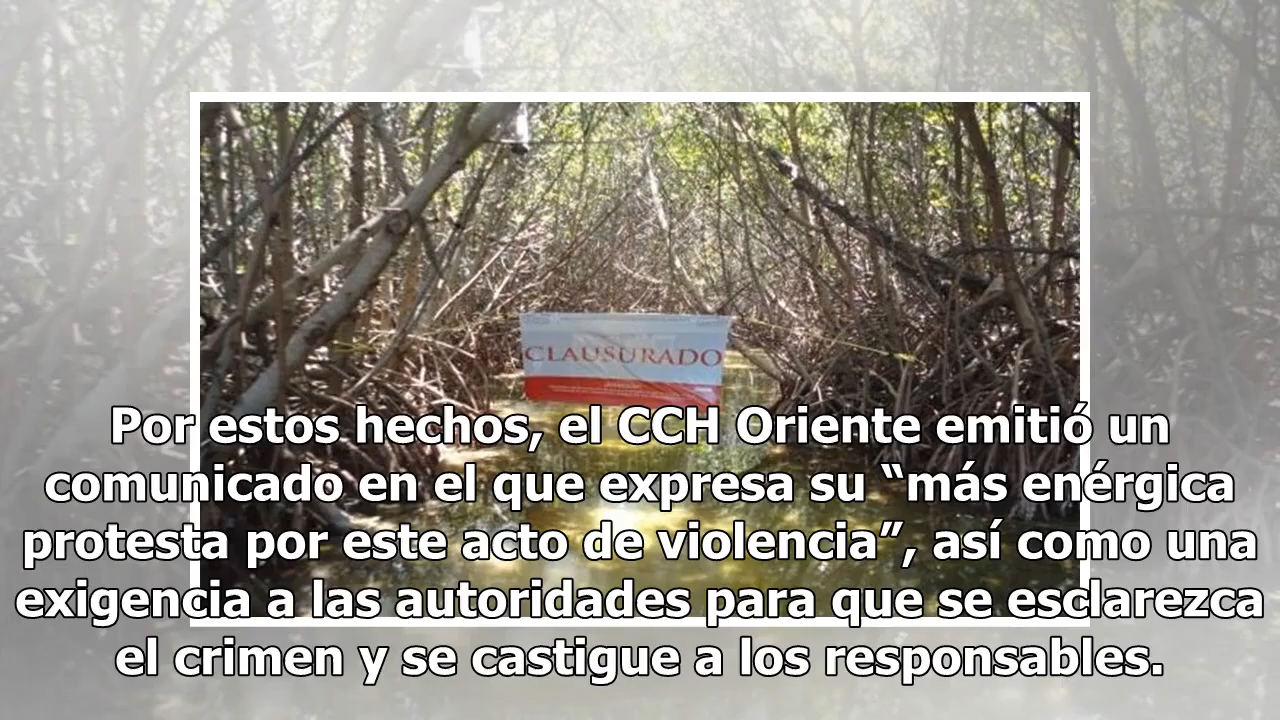 CLAUSURADO
Por estos hechos, el CCH Oriente emitió un
comunicado en el que expresa su “más enérgica
protesta por este acto de violencia”, así como una
exigencia a las autoridades para que se esclarezca
el crimen y se castigue a los responsables.